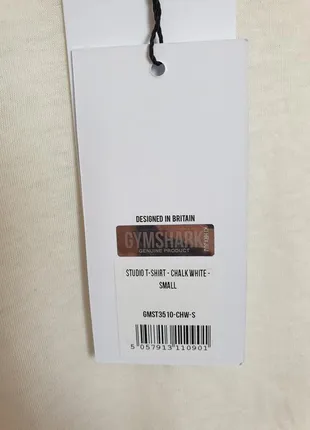 DESIGNED IN BRITAIN
GYMSHARK
GENUINE PRODUCT
STUDIO T-SHIRT - CHALK WHITE -
SMALL
GMST3510-CHW-S
5 057913 110901